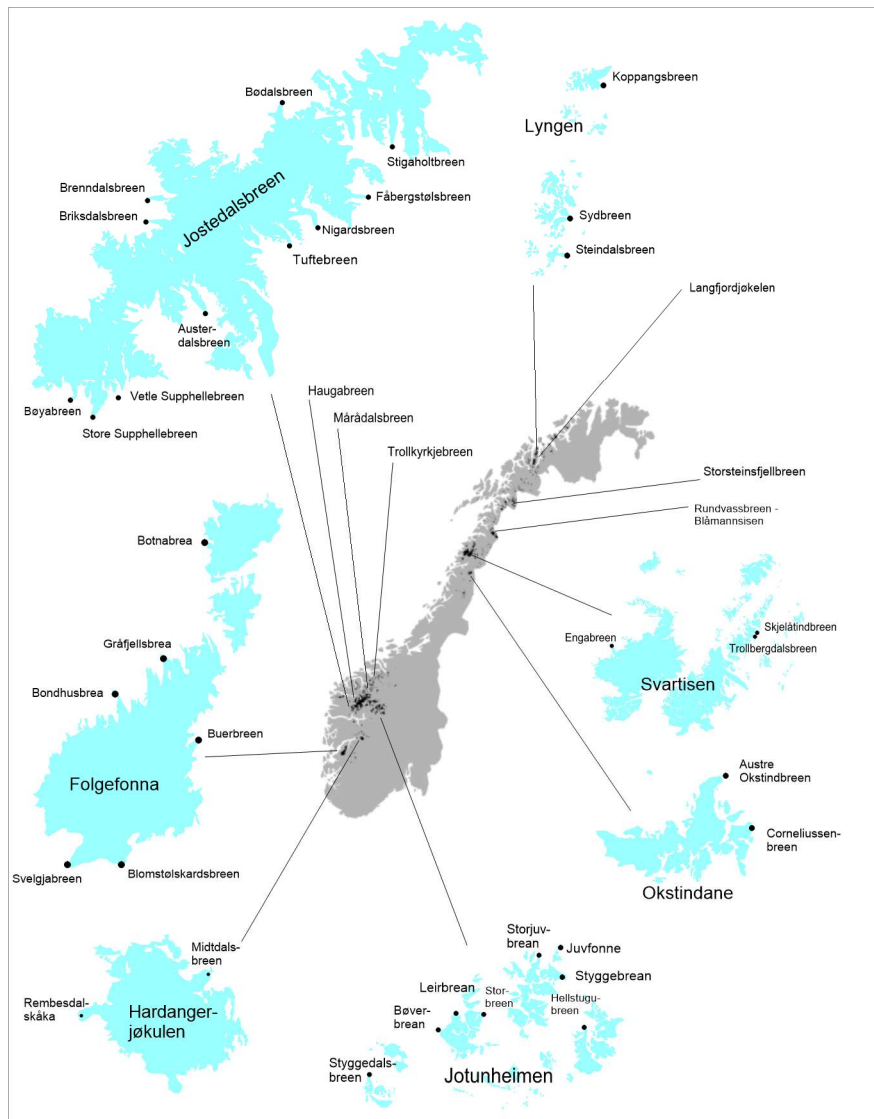 Koppangsbreen
Bødalsbreen
Lyngen
Stigaholtbreen
Brenndalsbreen
Fåbergstølsbreen
Jostedalsbreen
Briksdalsbreen
Sydbreen
Nigardsbreen
Tuftebreen
Steindalsbreen
Langfjordjøkelen
Auster-
dalsbreen
Haugabreen
Vetle Supphellebreen
Bøyabreen
Mårådalsbreen
Store Supphellebreen
Trollkyrkjebreen
Storsteinsfjellbreen
Rundvassbreen -
Blåmannsisen
Botnabrea
Gråfjellsbrea
Skjelåtindbreen
Engabreen
Trollbergdalsbreen
Svartisen
Bondhusbrea
Buerbreen
Folgefonna
Austre
Okstindbreen
Corneliussen-
breen
Svelgjabreen
Blomstølskardsbreen
Okstindane
Midtdals-
breen
Storjuv-
brean
Juvfonne
Styggebrean
Leirbrean
Stor-
breen
Hellstugu-
breen
Rembesdal-
skåka
Hardanger-
jøkulen
Bøver-
brean
Styggedals-
breen
Jotunheimen